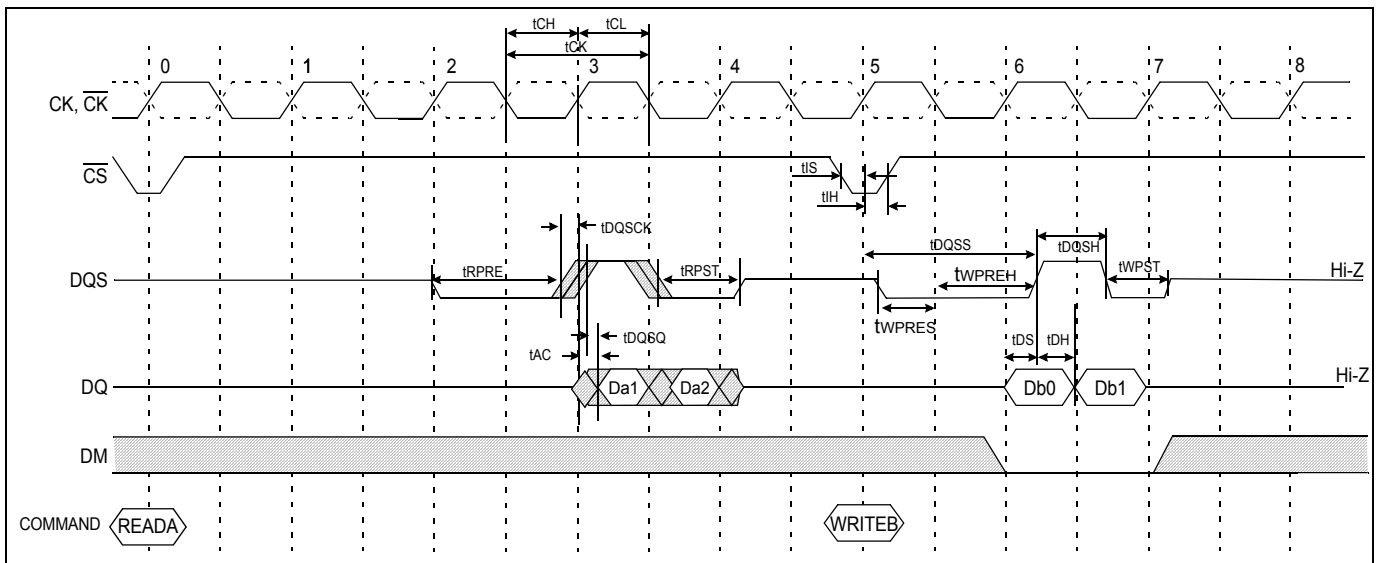 tCH tCL
tCK
0 1 2 3 4 5 6 7 8
CK, CK
CS
tIS
tIH
tDQSCK
tDQSS tDQSH
tRPRE tRPST tWPREH tWPST Hi-Z
DQS
tWPRES
tDQSQ tDS tDH
tAC
DQ Da1 Da2 Db0 Db1 Hi-Z
DM
COMMAND READA WRITEB